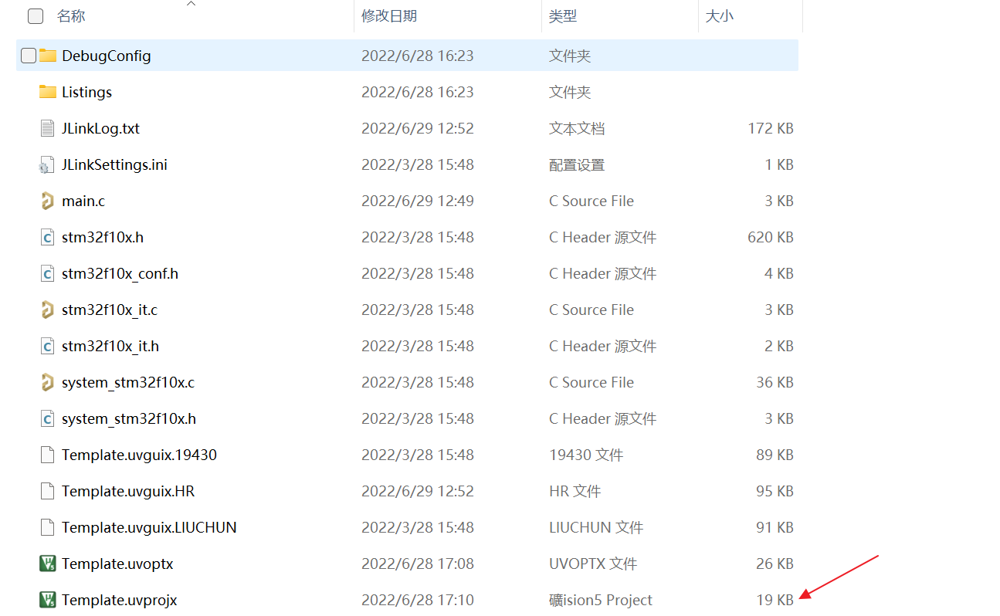 名称 修改日期 类型 大小
DebugConfig 2022/6/28 16:23 文件夹
Listings 2022/6/28 16:23 文件夹
JLinkLog.txt 2022/6/29 12:52 文本文档 172 KB
JLinkSettings.ini 2022/3/28 15:48 配置设置 1 KB
main.c 2022/6/29 12:49 C Source File 3 KB
stm32f10x.h 2022/3/28 15:48 C Header 源文件 620 KB
stm32f10x_conf.h 2022/3/28 15:48 C Header 源文件 4 KB
stm32f10x_it.c 2022/3/28 15:48 C Source File 3 KB
stm32f10x_it.h 2022/3/28 15:48 C Header 源文件 2 KB
system_stm32f10x.c 2022/3/28 15:48 C Source File 36 KB
system_stm32f10x.h 2022/3/28 15:48 C Header 源文件 3 KB
Template.uvguix.19430 2022/3/28 15:48 19430 文件 89 KB
Template.uvguix.HR 2022/6/29 12:52 HR 文件 95 KB
Template.uvguix.LIUCHUN 2022/3/28 15:48 LIUCHUN 文件 91 KB
Template.uvoptx 2022/6/28 17:08 UVOPTX 文件 26 KB
Template.uvprojx 2022/6/28 17:10 礦ision5 Project 19 KB